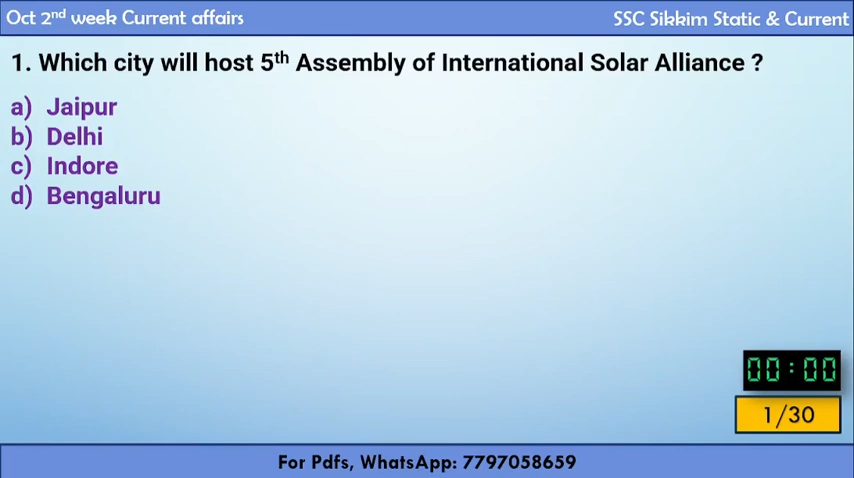 Oct 2nd week Current affairs
SSC Sikkim Static & Current
1. Which city will host 5th Assembly of International Solar Alliance ?
a) Jaipur
b) Delhi
c) Indore
d) Bengaluru
00:00
1/30
For Pdfs, WhatsApp: 7797058659